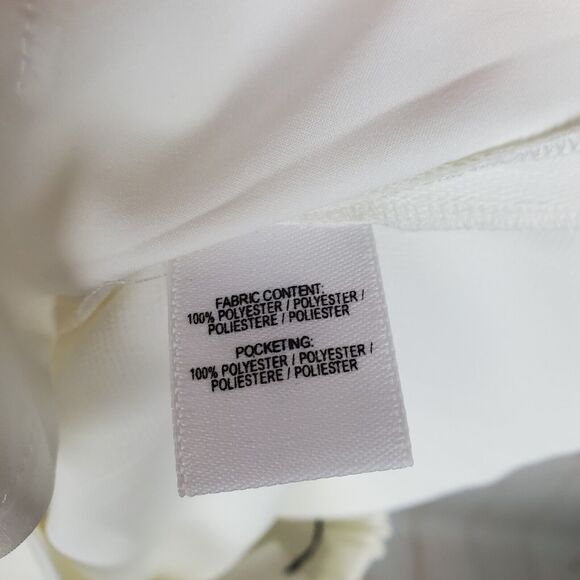 FABRIC CONTENT:
100% POLYESTER / POLYESTER /
POLIESTERE / POLIESTER
POCKETING:
100% POLYESTER / POLYESTER /
POLIESTERE / POLIESTER